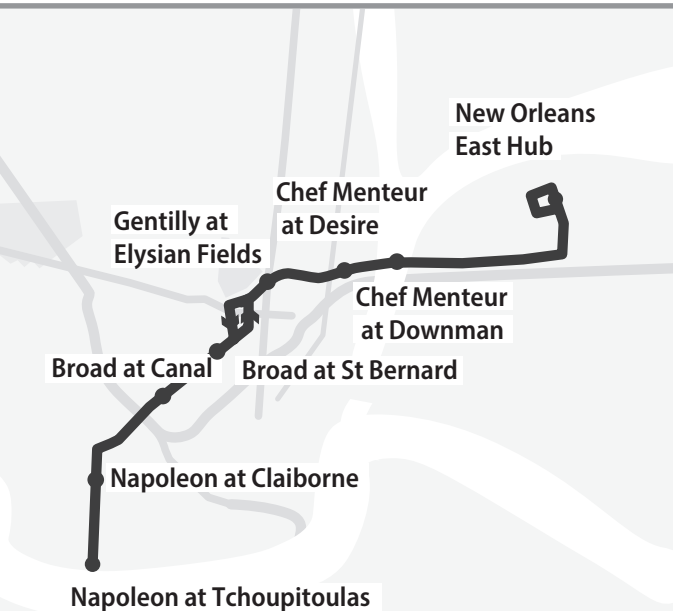 New Orleans
East Hub
Chef Menteur
at Desire
Gentilly at
Elysian Fields
Chef Menteur
at Downman
Broad at Canal
Broad at St Bernard
Napoleon at Claiborne
Napoleon at Tchoupitoulas